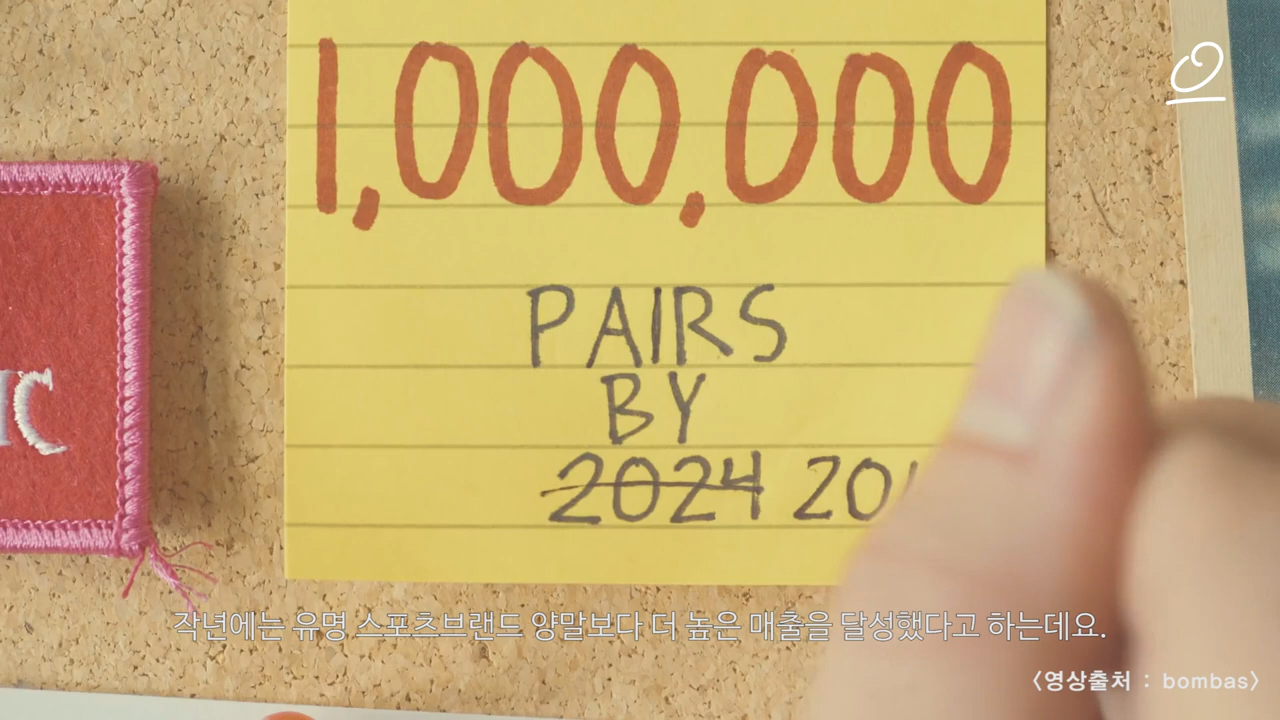 1,000,000
PAIRS
BY
2024 201
IC
작년에는 유명 스포츠브랜드 양말보다 더 높은 매출을 달성했다고 하는데요.
〈영상출처 : bombas〉